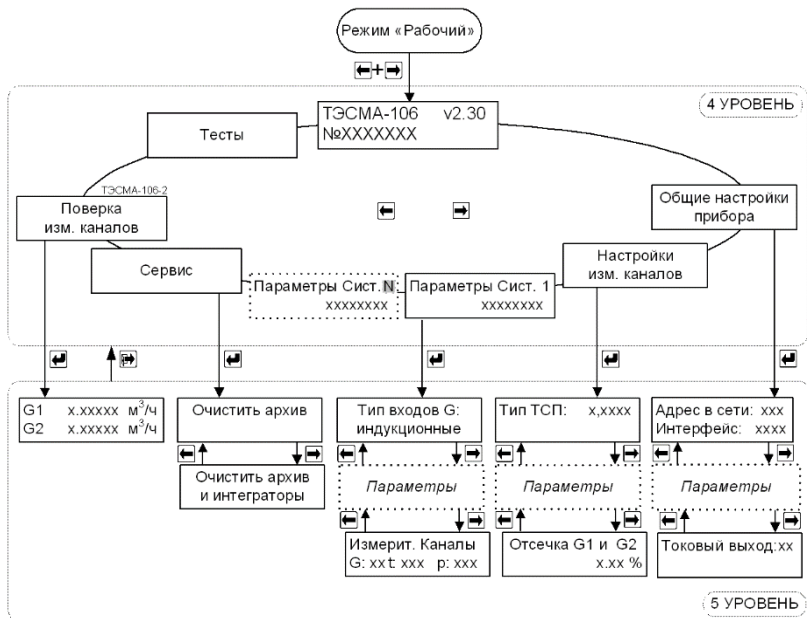 Режим «Рабочий»
+
4 УРОВЕНЬ
ТЭСМА-106 v2.30
№XXXXXXX
Тесты
ТЭСМА-106-2
Поверка
изм. каналов
Общие настройки
прибора
Сервис
Настройки
изм. каналов
Параметры Сист. N
xxxxxxxx
Параметры Сист. 1
xxxxxxxx
G1 x.xxxxx м³/ч
G2 x.xxxxx м³/ч
Очистить архив
Тип входов G:
индукционные
Тип ТСП: x,xxxx
Адрес в сети: xxx
Интерфейс: xxxx
Очистить архив
и интеграторы
Параметры
Параметры
Параметры
Измерит. Каналы
G: xx t xxx p: xxx
Отсечка G1 и G2
x.xx %
Токовый выход:xx
5 УРОВЕНЬ